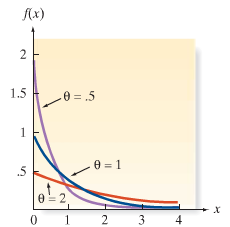 f(x)
2
1.5
θ = .5
1
θ = 1
.5
θ = 2
0 1 2 3 4
x